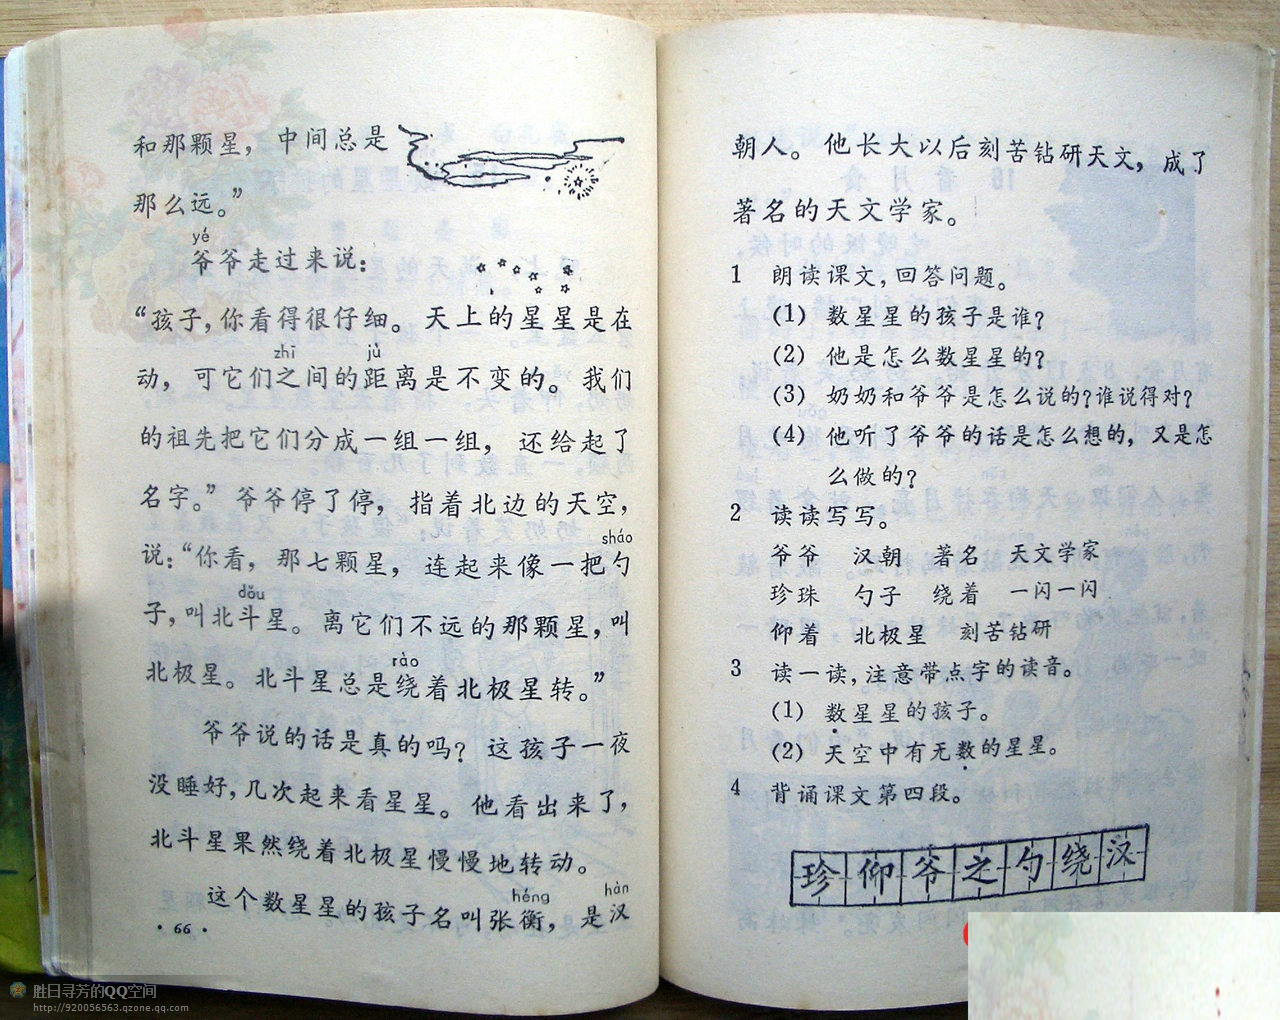 和那颗星，中间总是
那么远。”
yé
爷爷走过来说：
“孩子，你看得很仔细。天上的星星是在
zhī jù
动，可它们之间的距离是不变的。我们
的祖先把它们分成一组一组，还给起了
名字。”爷爷停了停，指着北边的天空，
sháo
说：“你看，那七颗星，连起来像一把勺
dǒu
子，叫北斗星。离它们不远的那颗星，叫
rào
北极星。北斗星总是绕着北极星转。”
爷爷说的话是真的吗？这孩子一夜
没睡好，几次起来看星星。他看出来了，
北斗星果然绕着北极星慢慢地转动。
héng hàn
这个数星星的孩子名叫张衡，是汉
·66·
朝人。他长大以后刻苦钻研天文，成了
著名的天文学家。
1 朗读课文，回答问题。
(1) 数星星的孩子是谁？
(2) 他是怎么数星星的？
(3) 奶奶和爷爷是怎么说的？谁说得对？
(4) 他听了爷爷的话是怎么想的，又是怎
么做的？
2 读读写写。
爷爷 汉朝 著名 天文学家
珍珠 勺子 绕着 一闪一闪
仰着 北极星 刻苦钻研
3 读一读，注意带点字的读音。
(1) 数星星的孩子。
(2) 天空中有无数的星星。
4 背诵课文第四段。
珍仰爷之勺绕汉
胜日寻芳的QQ空间
http://920056563.qzone.qq.com